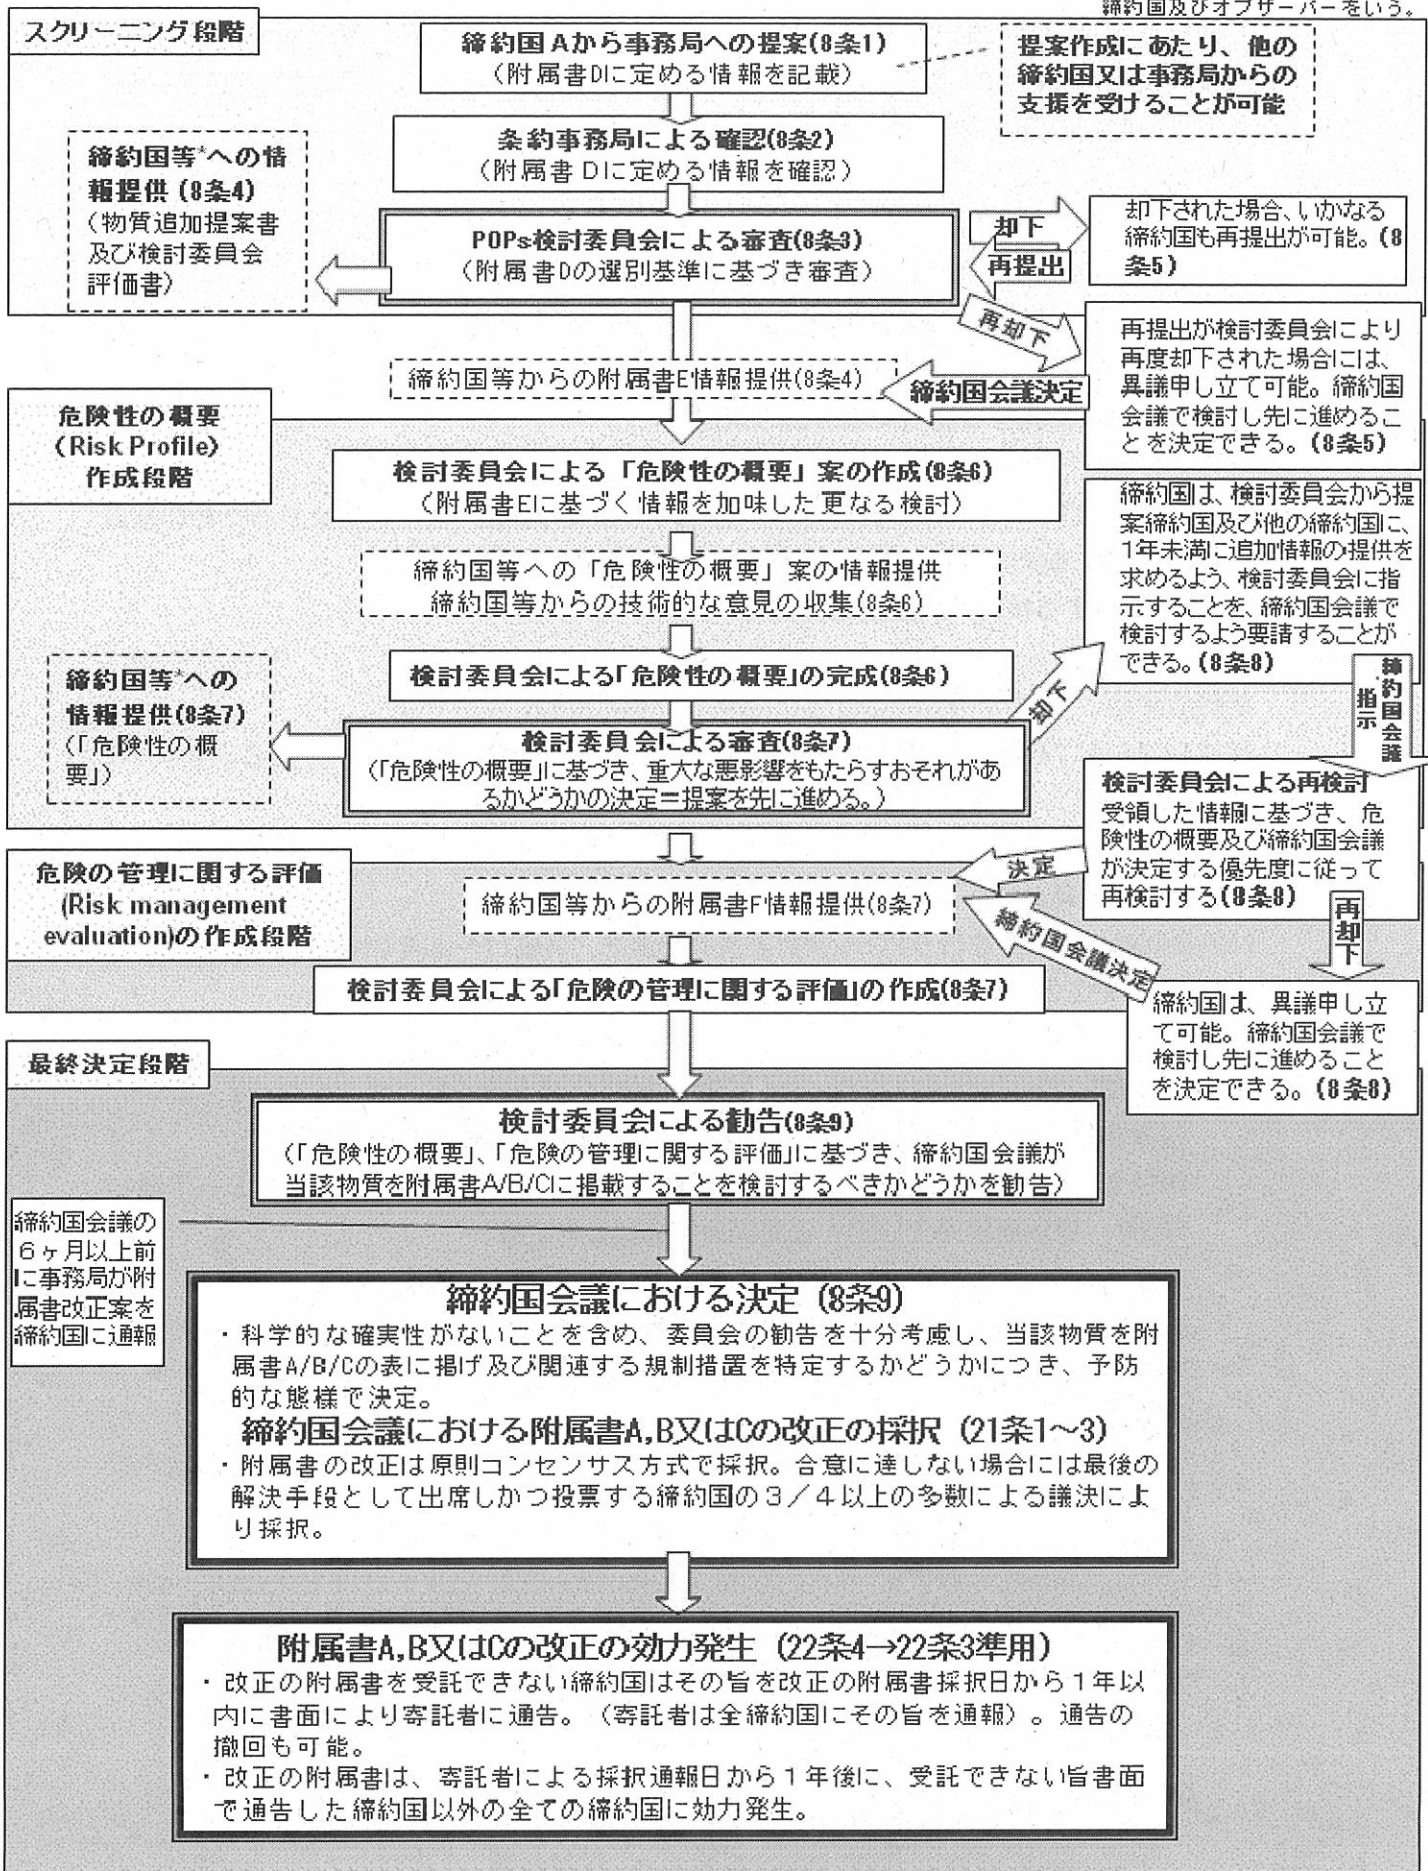 締約国及びオブザーバーをいう。
スクリーニング段階
締約国Aから事務局への提案(8条1)
(附属書Dに定める情報を記載)
提案作成にあたり、他の
締約国又は事務局からの
支援を受けることが可能
条約事務局による確認(8条2)
(附属書Dに定める情報を確認)
締約国等*への情
報提供(8条4)
(物質追加提案書
及び検討委員会
評価書)
POPs検討委員会による審査(8条3)
(附属書Dの選別基準に基づき審査)
却下
再提出
却下された場合、いかなる
締約国も再提出が可能。(8
条5)
再却下
再提出が検討委員会により
再度却下された場合には、
異議申し立て可能。締約国
会議で検討し先に進めるこ
とを決定できる。(8条5)
締約国会議決定
締約国等からの附属書E情報提供(8条4)
危険性の概要
(Risk Profile)
作成段階
検討委員会による「危険性の概要」案の作成(8条6)
(附属書Eに基づく情報を加味した更なる検討)
締約国等への「危険性の概要」案の情報提供
締約国等からの技術的な意見の収集(8条6)
締約国は、検討委員会から提
案締約国及び他の締約国に、
1年未満に追加情報の提供を
求めるよう、検討委員会に指
示することを、締約国会議で
検討するよう要請することが
できる。(8条8)
検討委員会による「危険性の概要」の完成(8条6)
却下
締約国会議
指示
締約国等*への
情報提供(8条7)
(「危険性の概
要」)
検討委員会による審査(8条7)
(「危険性の概要」に基づき、重大な悪影響をもたらすおそれがあ
るかどうかの決定=提案を先に進める。)
検討委員会による再検討
受領した情報に基づき、危
険性の概要及び締約国会議
が決定する優先度に従って
再検討する(8条8)
危険の管理に関する評価
(Risk management
evaluation)の作成段階
決定
締約国等からの附属書F情報提供(8条7)
締約国会議決定
再却下
検討委員会による「危険の管理に関する評価」の作成(8条7)
締約国は、異議申し立
て可能。締約国会議で
検討し先に進めること
を決定できる。(8条8)
最終決定段階
検討委員会による勧告(8条9)
(「危険性の概要」、「危険の管理に関する評価」に基づき、締約国会議が
当該物質を附属書A/B/Cに掲載することを検討するべきかどうかを勧告)
締約国会議の
6ヶ月以上前
に事務局が附
属書改正案を
締約国に通報
締約国会議における決定(8条9)
・科学的な確実性がないことを含め、委員会の勧告を十分考慮し、当該物質を附
属書A/B/Cの表に掲げ及び関連する規制措置を特定するかどうかにつき、予防
的な態様で決定。
締約国会議における附属書A,B又はCの改正の採択(21条1~3)
・附属書の改正は原則コンセンサス方式で採択。合意に達しない場合には最後の
解決手段として出席しかつ投票する締約国の3/4以上の多数による議決によ
り採択。
附属書A,B又はCの改正の効力発生(22条4→22条3準用)
・改正の附属書を受託できない締約国はその旨を改正の附属書採択日から1年以
内に書面により寄託者に通告。(寄託者は全締約国にその旨を通報)。通告の
撤回も可能。
・改正の附属書は、寄託者による採択通報日から1年後に、受託できない旨書面
で通告した締約国以外の全ての締約国に効力発生。